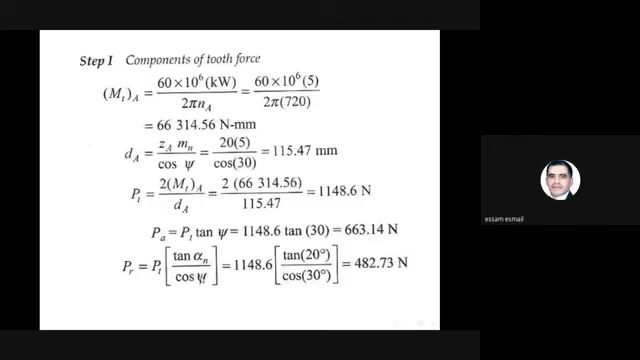 Step I Components of tooth force
(M_t)_A = 60×10^6(kW) / 2πn_A = 60×10^6(5) / 2π(720)
= 66 314.56 N-mm
d_A = z_A m_n / cos ψ = 20(5) / cos(30) = 115.47 mm
P_t = 2(M_t)_A / d_A = 2 (66 314.56) / 115.47 = 1148.6 N
P_a = P_t tan ψ = 1148.6 tan (30) = 663.14 N
P_r = P_t [tan α_n / cos ψ] = 1148.6 [tan(20°) / cos(30°)] = 482.73 N
essam esmail